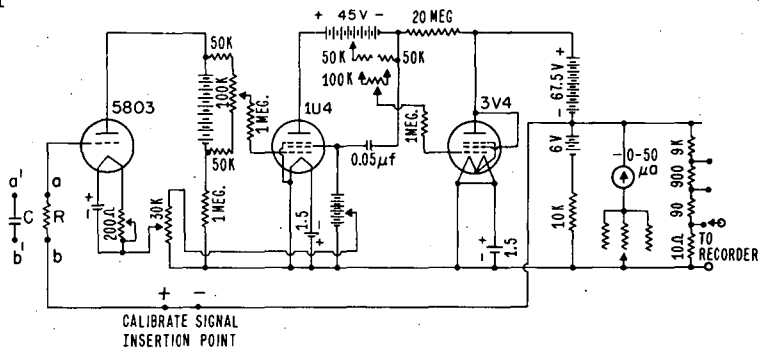 + 45V - 20 MEG
50K
50K 50K
100K
100K
67.5V
+
-
5803
1 MEG.
1U4
1MEG.
3V4
0.05µf
6V
- 0-50
µa
9K
900
90
10Ω
a' a
C R
b' b
+
-
200Ω
30K
50K
1 MEG.
1.5
-
+
10K
+
-
1.5
TO
RECORDER
+ -
CALIBRATE SIGNAL
INSERTION POINT